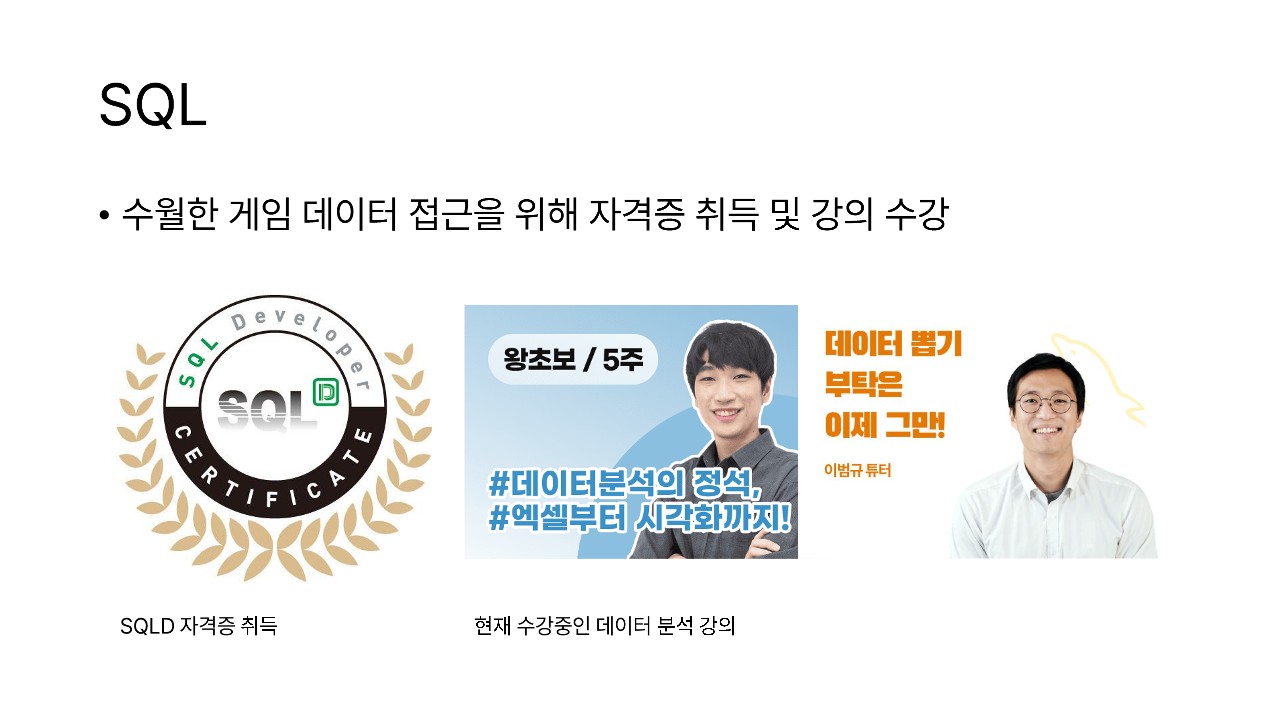 SQL
• 수월한 게임 데이터 접근을 위해 자격증 취득 및 강의 수강
SQL Developer
SQL D
CERTIFICATE
왕초보 / 5주
#데이터분석의 정석,
#엑셀부터 시각화까지!
데이터 뽑기
부탁은
이제 그만!
이범규 튜터
SQLD 자격증 취득
현재 수강중인 데이터 분석 강의